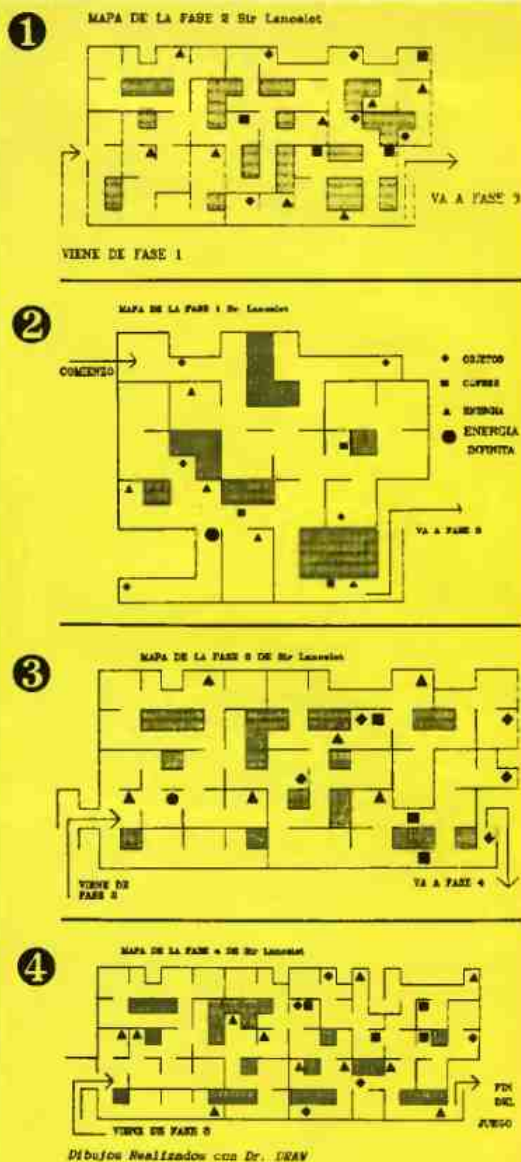 1
MAPA DE LA FASE 2 Sir Lancelot
VA A FASE 3
VIENE DE FASE 1
2
MAPA DE LA FASE 1 Sir Lancelot
COMIENZO
OBJETOS
COFRES
ENERGIA
ENERGIA
INFINITA
VA A FASE
3
MAPA DE LA FASE DE Sir Lancelot
VIENE DE
FASE 2
VA A FASE 4
4
MAPA DE LA FASE 4 DE Sir Lancelot
VIENE DE FASE
FIN
DEL
JUEGO
Dibujos Realizados con Dr. DRAW